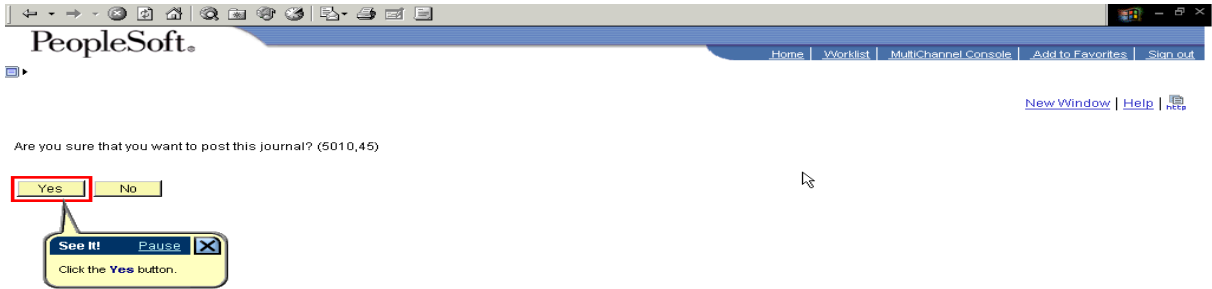 PeopleSoft.
Home | Worklist | MultiChannel Console | Add to Favorites | Sign out
New Window | Help | http
Are you sure that you want to post this journal? (5010,45)
Yes No
See It! Pause
Click the Yes button.